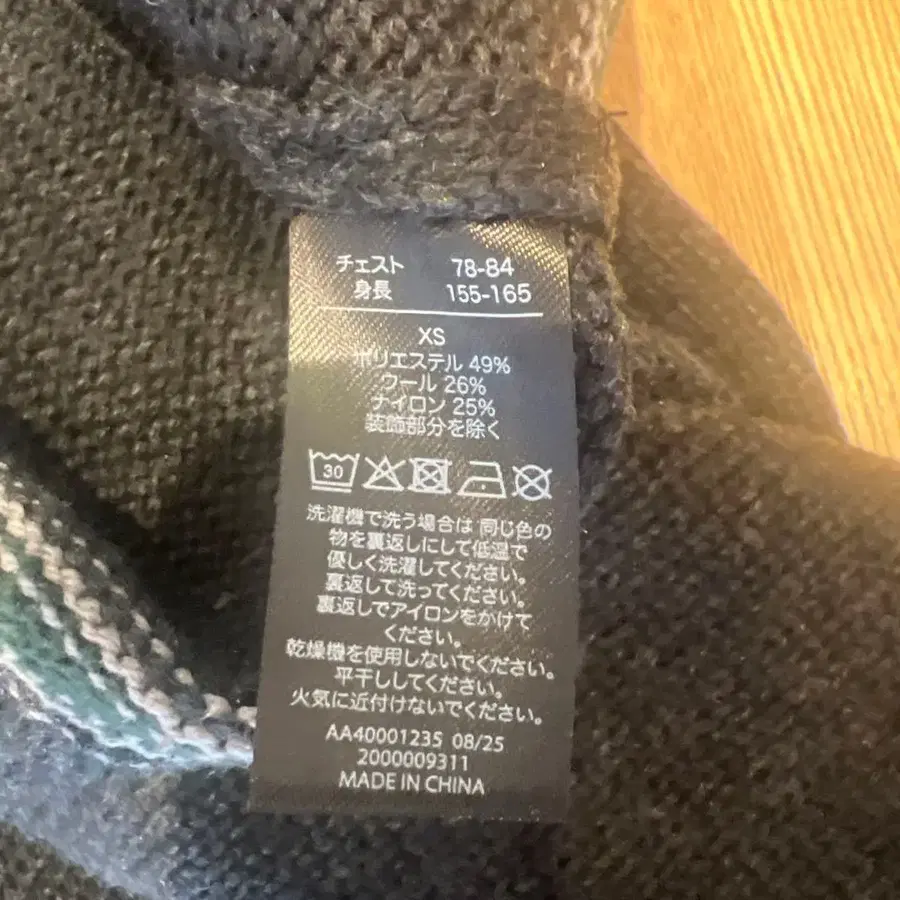 チェスト 78-84
身長 155-165
XS
ポリエステル 49%
ウール 26%
ナイロン 25%
装飾部分を除く
30
洗濯機で洗う場合は 同じ色の
物を裏返しにして低温で
優しく洗濯してください。
裏返して洗ってください。
裏返しでアイロンをかけて
ください。
乾燥機を使用しないでください。
平干ししてください。
火気に近付けないでください。
AA40001235 08/25
2000009311
MADE IN CHINA